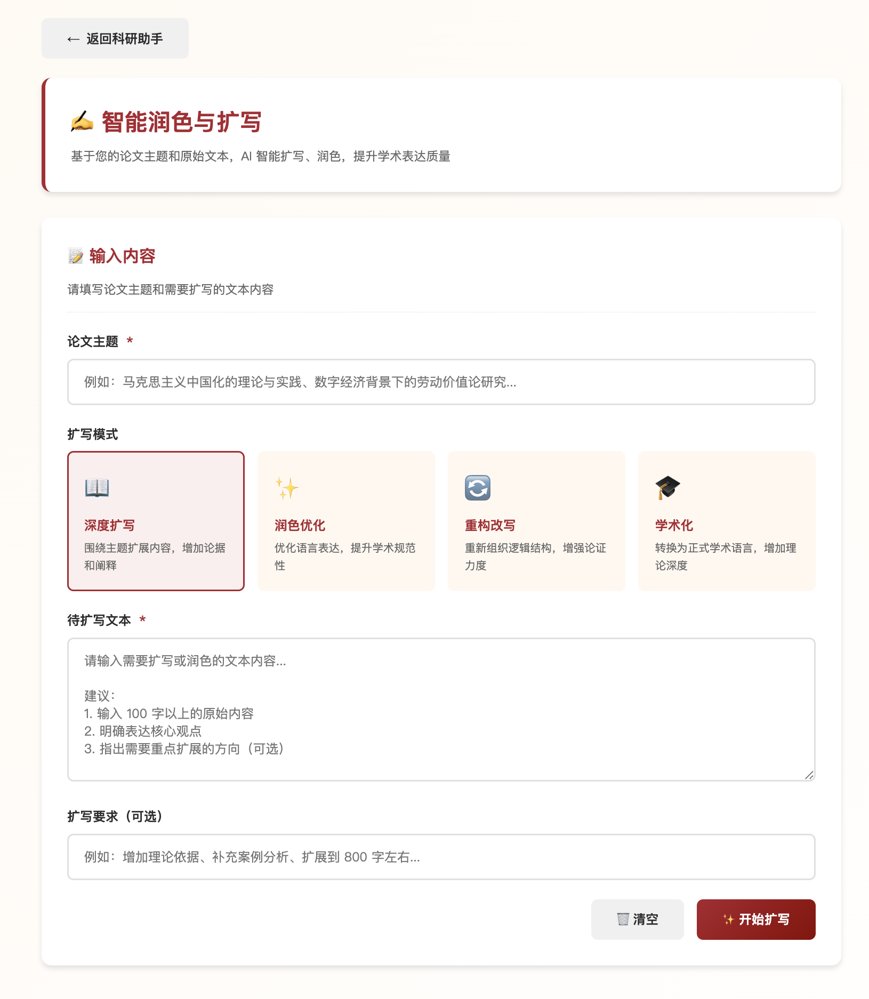 ← 返回科研助手
✍️ 智能润色与扩写
基于您的论文主题和原始文本，AI 智能扩写、润色，提升学术表达质量
📝 输入内容
请填写论文主题和需要扩写的文本内容
论文主题 *
例如：马克思主义中国化的理论与实践、数字经济背景下的劳动价值论研究...
扩写模式
深度扩写
围绕主题扩展内容，增加论据
和阐释
润色优化
优化语言表达，提升学术规范
性
重构改写
重新组织逻辑结构，增强论证
力度
学术化
转换为正式学术语言，增加理
论深度
待扩写文本 *
请输入需要扩写或润色的文本内容...
建议：
1. 输入 100 字以上的原始内容
2. 明确表达核心观点
3. 指出需要重点扩展的方向（可选）
扩写要求（可选）
例如：增加理论依据、补充案例分析、扩展到 800 字左右...
🗑️ 清空
✨ 开始扩写